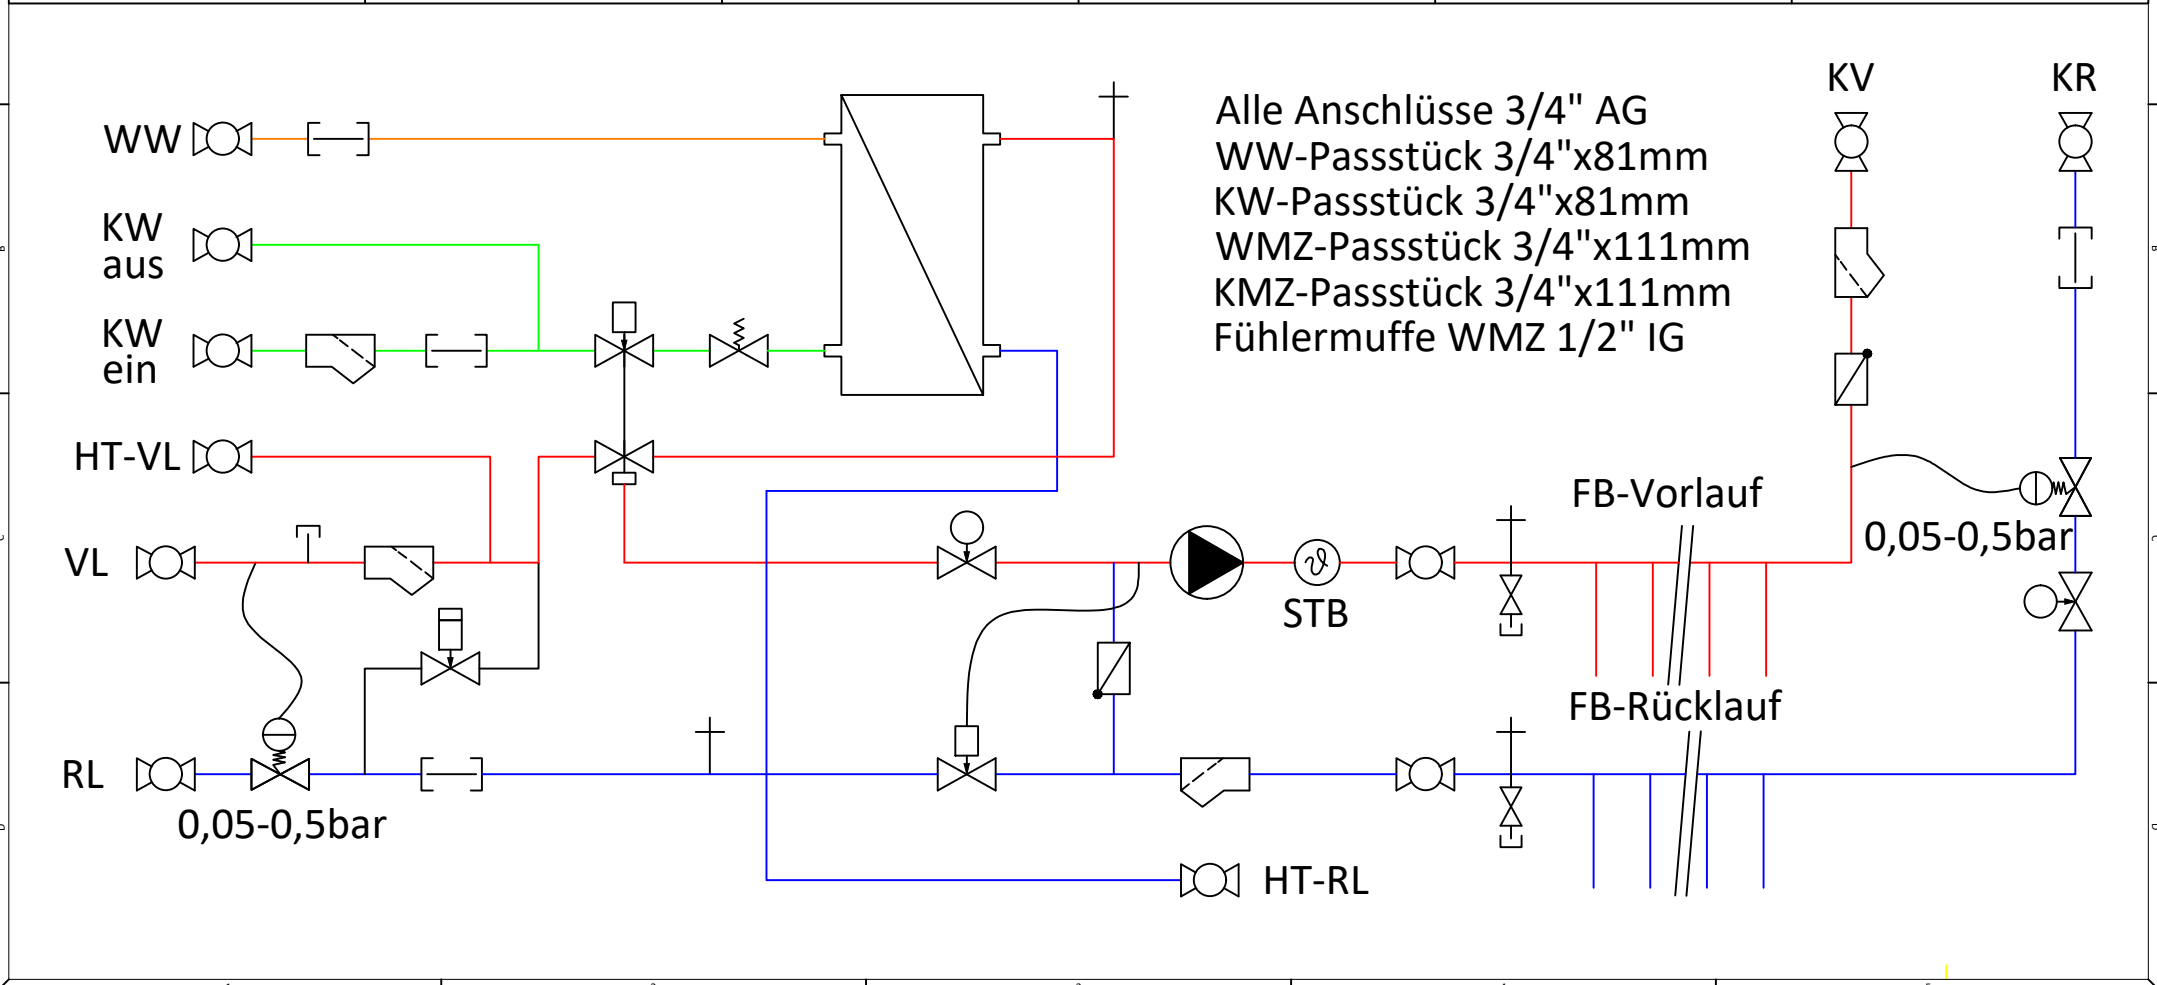 WW
KW
aus
KW
ein
HT-VL
VL
RL
0,05-0,5bar
Alle Anschlüsse 3/4" AG
WW-Passstück 3/4"x81mm
KW-Passstück 3/4"x81mm
WMZ-Passstück 3/4"x111mm
KMZ-Passstück 3/4"x111mm
Fühlermuffe WMZ 1/2" IG
KV
KR
FB-Vorlauf
0,05-0,5bar
STB
FB-Rücklauf
HT-RL